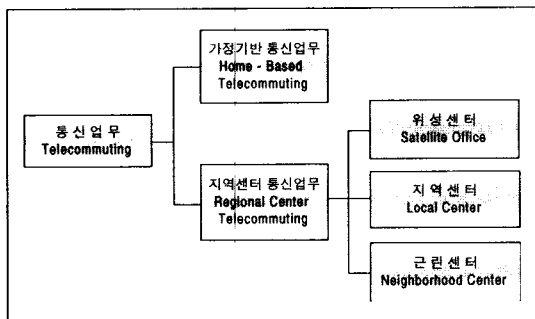 통신업무
Telecommuting
가정기반 통신업무
Home - Based
Telecommuting
지역센터 통신업무
Regional Center
Telecommuting
위성센터
Satellite Office
지역센터
Local Center
근린센터
Neighborhood Center